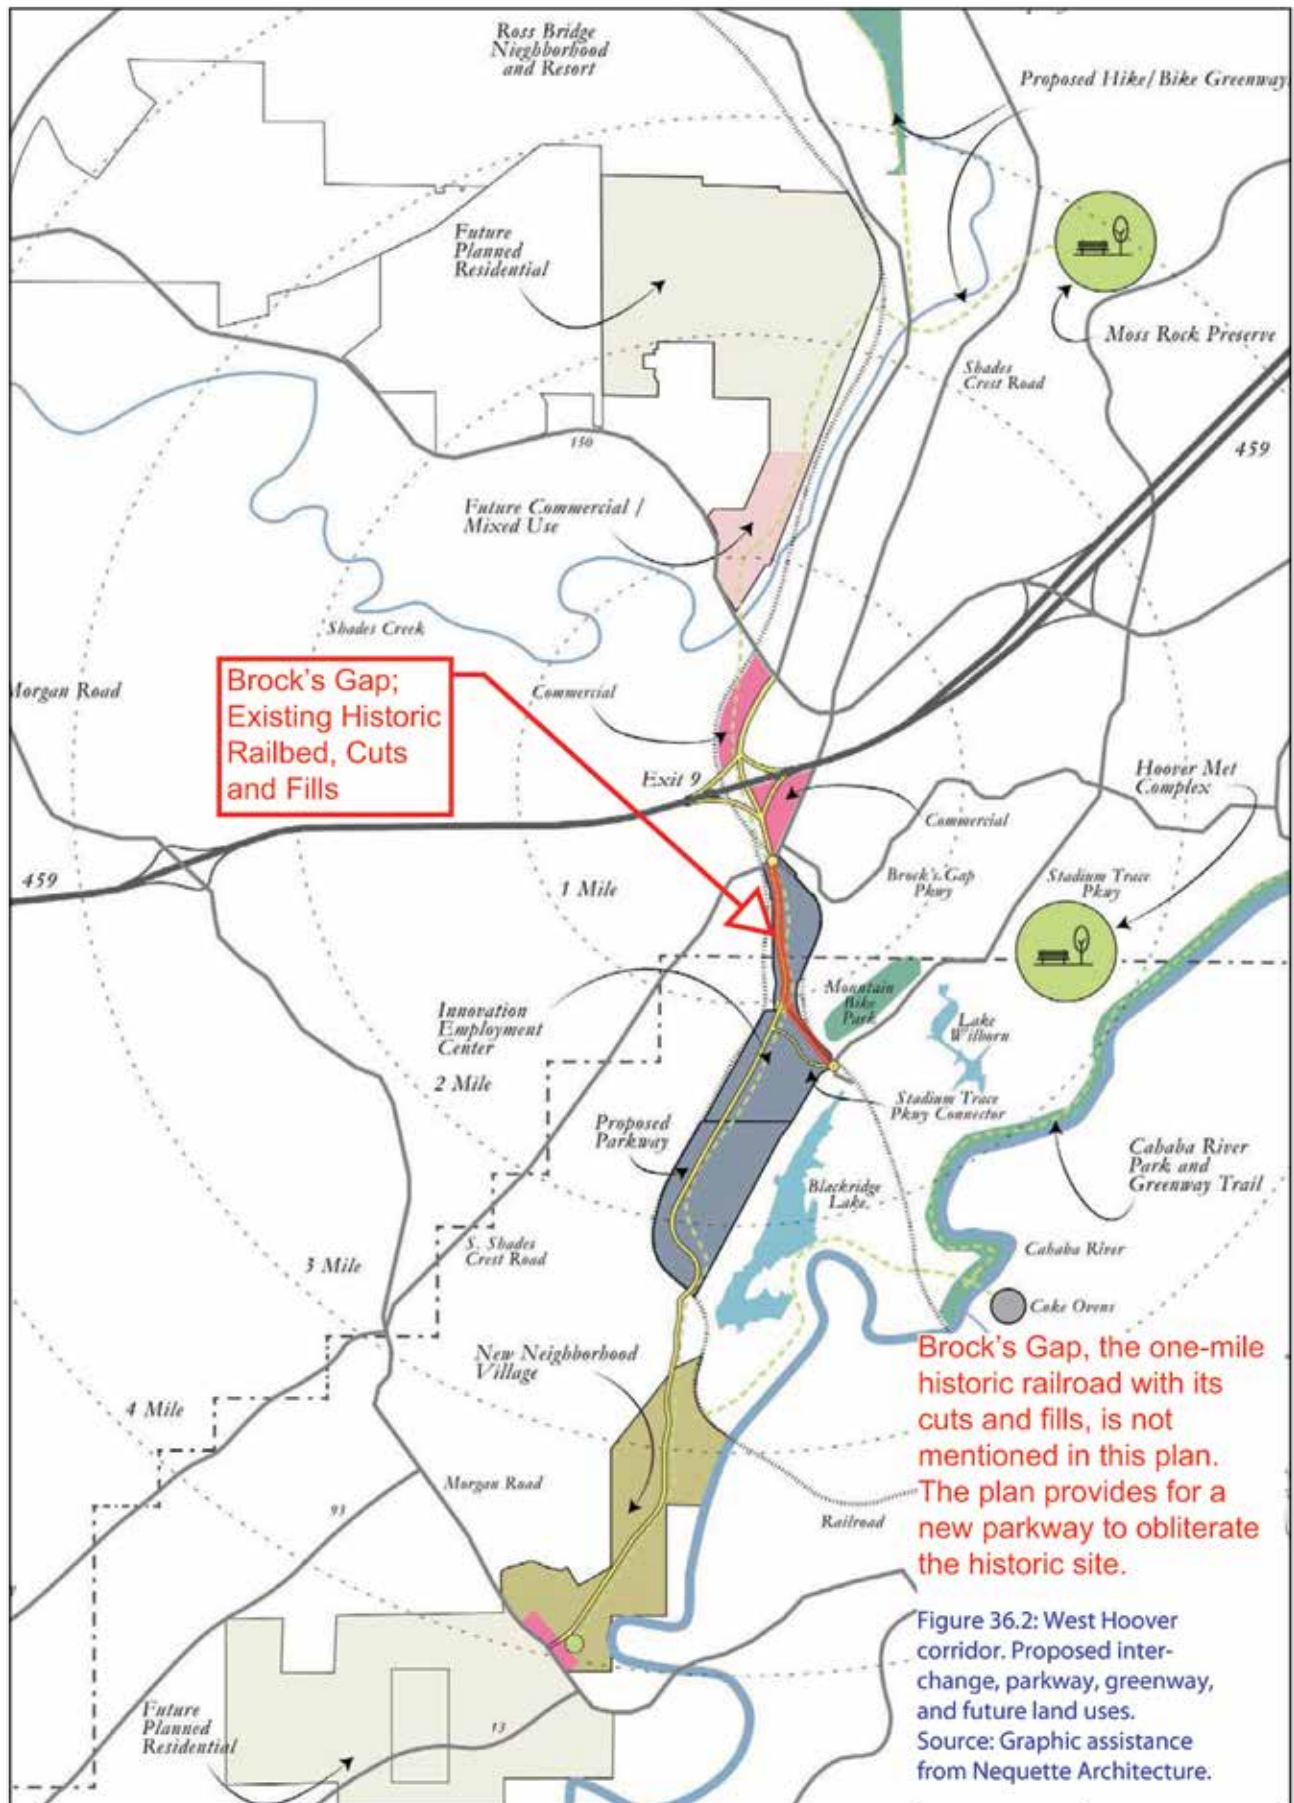 Ross Bridge
Nieghborhood
and Resort
Proposed Hike/Bike Greenway
Future
Planned
Residential
Moss Rock Preserve
Shades
Crest Road
150
459
Future Commercial /
Mixed Use
Shades Creek
Morgan Road
Brock's Gap;
Existing Historic
Railbed, Cuts
and Fills
Commercial
Exit 9
Hoover Met
Complex
Commercial
459
1 Mile
Brock's Gap
Pkwy
Stadium Trace
Pkwy
Innovation
Employment
Center
Mountain
Bike
Park
Lake
Wilborn
2 Mile
Stadium Trace
Pkwy Connector
Proposed
Parkway
Cahaba River
Park and
Greenway Trail
Blackridge
Lake
S. Shades
Crest Road
Cahaba River
3 Mile
Coke Ovens
New Neighborhood
Village
Brock's Gap, the one-mile
historic railroad with its
cuts and fills, is not
mentioned in this plan.
The plan provides for a
new parkway to obliterate
the historic site.
4 Mile
Morgan Road
93
Railroad
Figure 36.2: West Hoover
corridor. Proposed inter-
change, parkway, greenway,
and future land uses.
Source: Graphic assistance
from Nequette Architecture.
Future
Planned
Residential
13